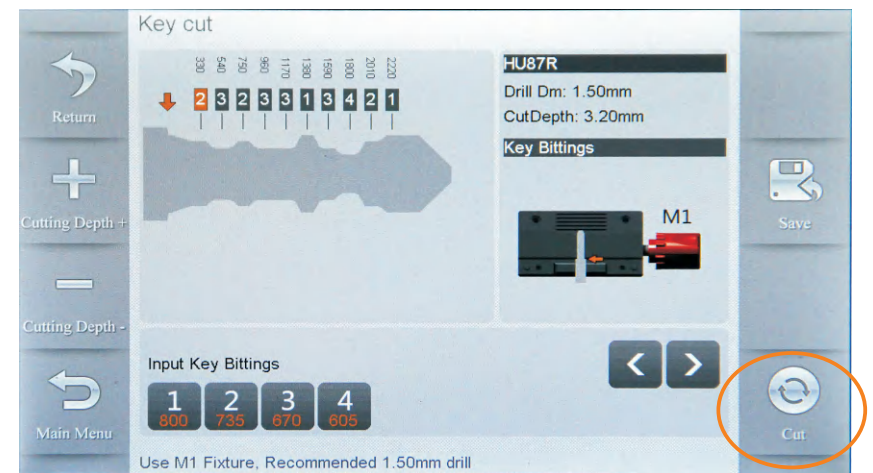 Key cut
330 540 750 960 1170 1380 1590 1800 2010 2220
2 3 2 3 3 1 3 4 2 1
HU87R
Drill Dm: 1.50mm
CutDepth: 3.20mm
Key Bittings
M1
Return
Cutting Depth +
Cutting Depth -
Main Menu
Save
Cut
Input Key Bittings
1 2 3 4
800 735 670 605
Use M1 Fixture, Recommended 1.50mm drill